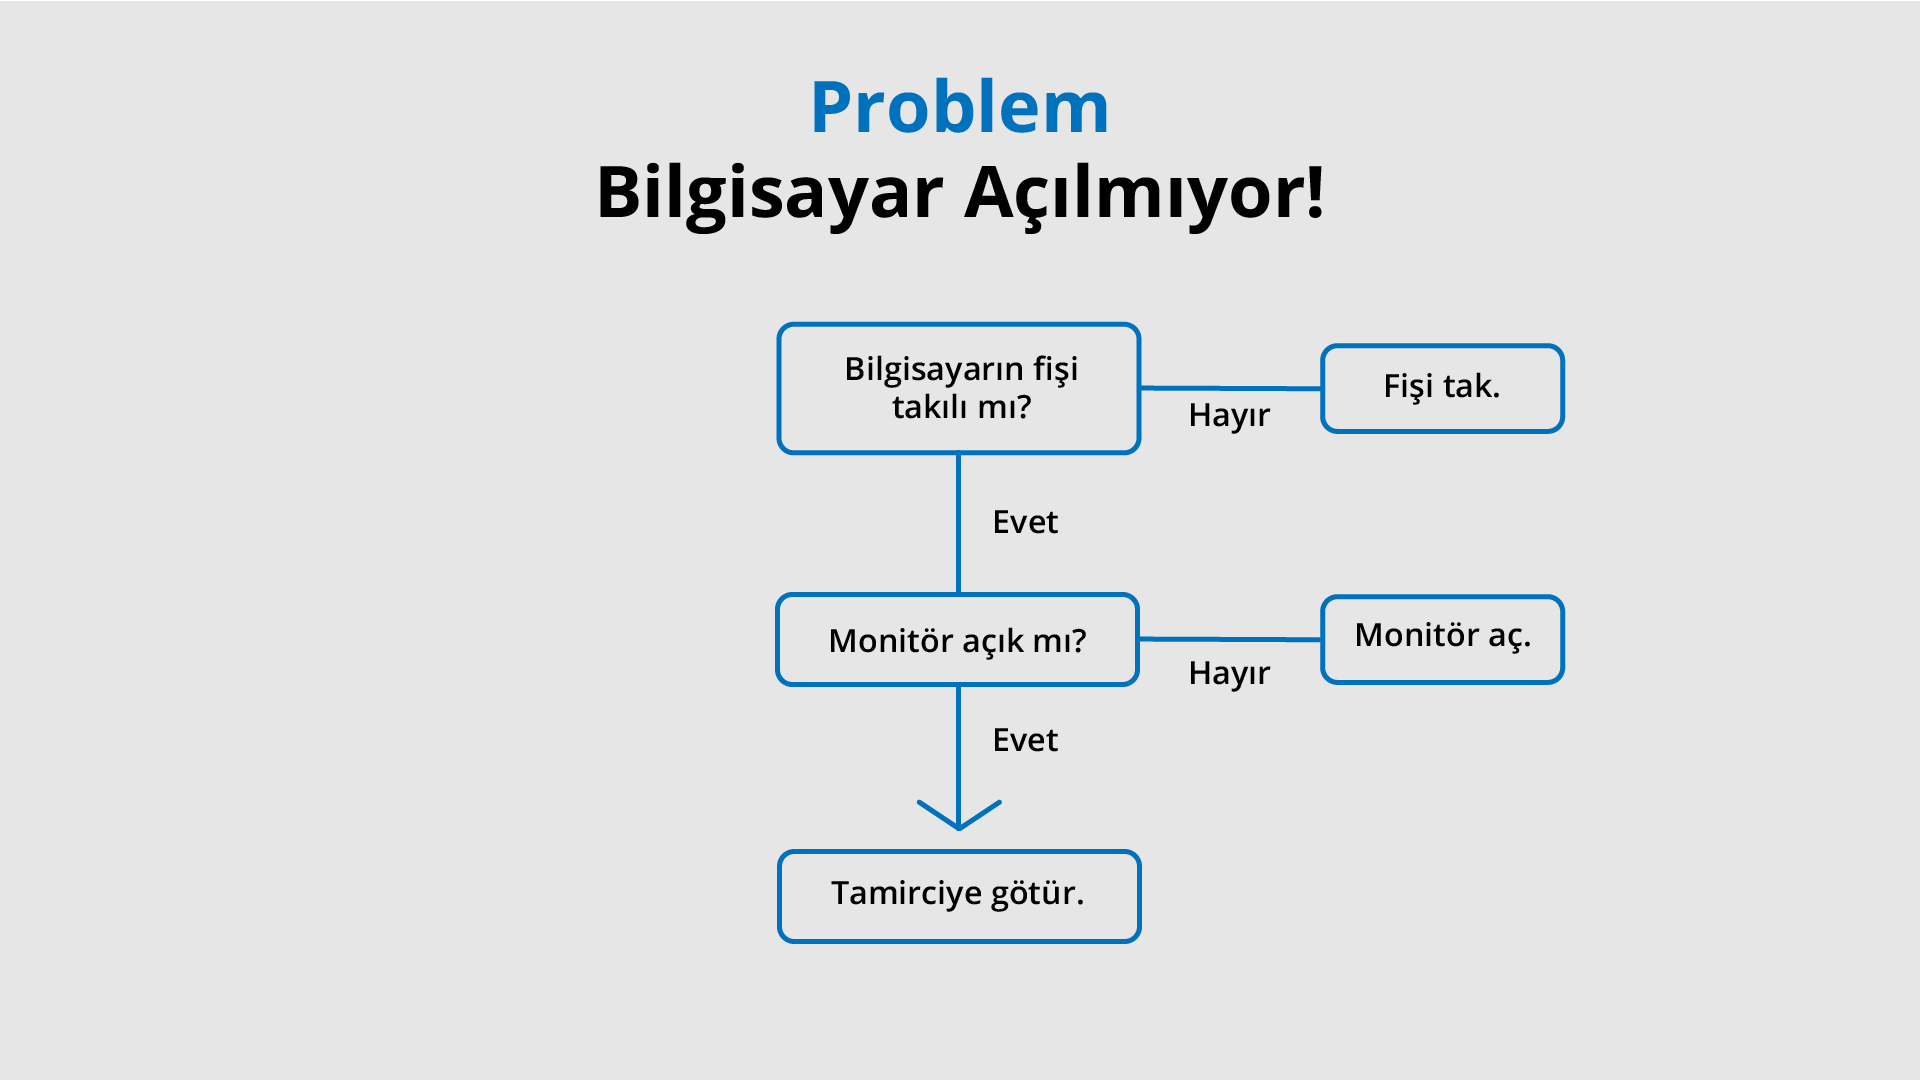 Problem
Bilgisayar Açılmıyor!
Bilgisayarın fişi
takılı mı?
Hayır
Fişi tak.
Evet
Monitör açık mı?
Hayır
Monitör aç.
Evet
Tamirciye götür.